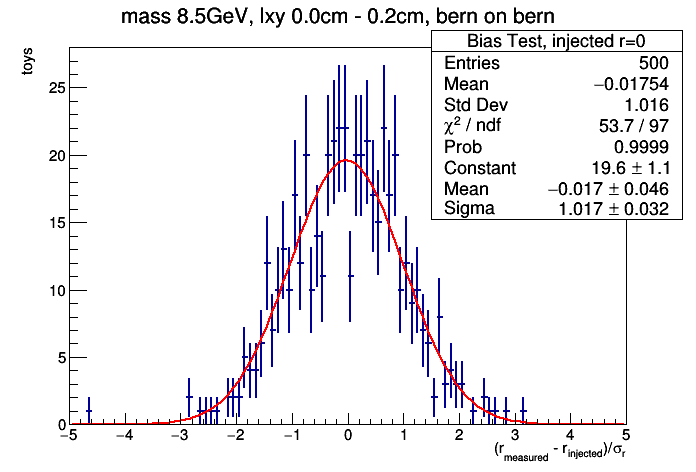 mass 8.5GeV, lxy 0.0cm - 0.2cm, bern on bern
Bias Test, injected r=0
Entries 500
Mean −0.01754
Std Dev 1.016
χ² / ndf 53.7 / 97
Prob 0.9999
Constant 19.6 ± 1.1
Mean −0.017 ± 0.046
Sigma 1.017 ± 0.032
toys
25
20
15
10
5
0
−5 −4 −3 −2 −1 0 1 2 3 4 5
(r_measured - r_injected)/σ_r